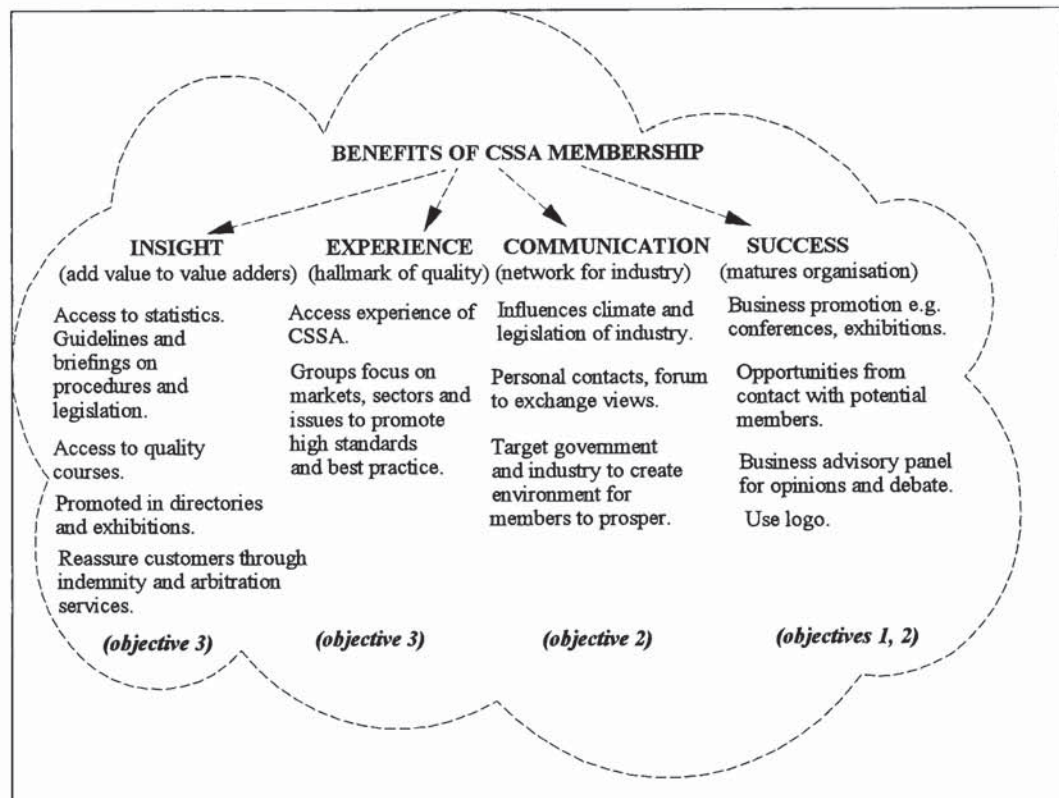 BENEFITS OF CSSA MEMBERSHIP
INSIGHT
(add value to value adders)
Access to statistics.
Guidelines and
briefings on
procedures and
legislation.
Access to quality
courses.
Promoted in directories
and exhibitions.
Reassure customers through
indemnity and arbitration
services.
(objective 3)
EXPERIENCE
(hallmark of quality)
Access experience of
CSSA.
Groups focus on
markets, sectors and
issues to promote
high standards
and best practice.
(objective 3)
COMMUNICATION
(network for industry)
Influences climate and
legislation of industry.
Personal contacts, forum
to exchange views.
Target government
and industry to create
environment for
members to prosper.
(objective 2)
SUCCESS
(matures organisation)
Business promotion e.g.
conferences, exhibitions.
Opportunities from
contact with potential
members.
Business advisory panel
for opinions and debate.
Use logo.
(objectives 1, 2)